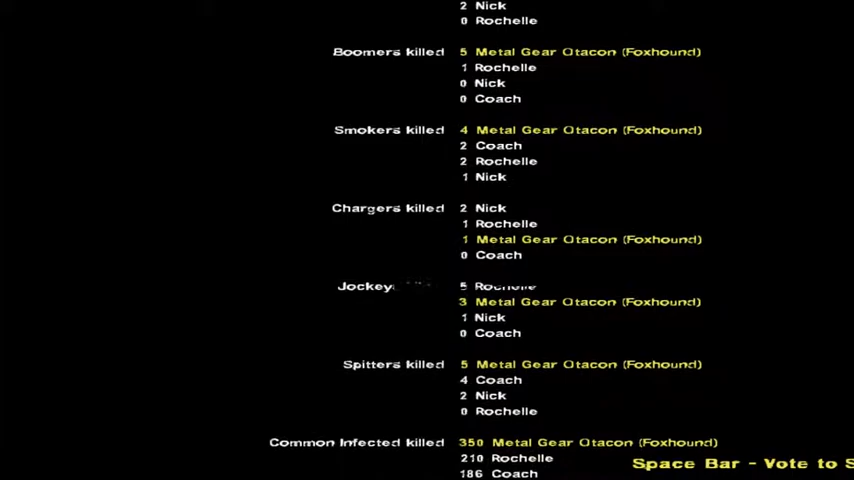 2 Nick
0 Rochelle
Boomers killed 5 Metal Gear Otacon (Foxhound)
1 Rochelle
0 Nick
0 Coach
Smokers killed 4 Metal Gear Otacon (Foxhound)
2 Coach
2 Rochelle
1 Nick
Chargers killed 2 Nick
1 Rochelle
1 Metal Gear Otacon (Foxhound)
0 Coach
Jockey 5 Rochelle
3 Metal Gear Otacon (Foxhound)
1 Nick
0 Coach
Spitters killed 5 Metal Gear Otacon (Foxhound)
4 Coach
2 Nick
0 Rochelle
Common Infected killed 350 Metal Gear Otacon (Foxhound)
210 Rochelle
186 Coach
Space Bar - Vote to S